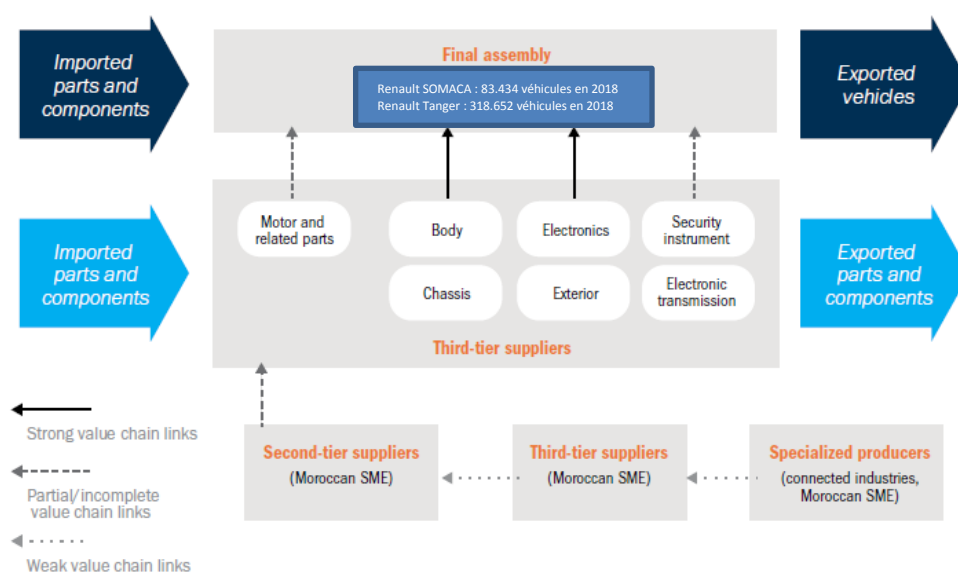 Imported
parts and
components
Final assembly
Renault SOMACA : 83.434 véhicules en 2018
Renault Tanger : 318.652 véhicules en 2018
Exported
vehicles
Imported
parts and
components
Motor and
related parts
Body
Electronics
Security
instrument
Chassis
Exterior
Electronic
transmission
Third-tier suppliers
Exported
parts and
components
Strong value chain links
Partial/incomplete
value chain links
Weak value chain links
Second-tier suppliers
(Moroccan SME)
Third-tier suppliers
(Moroccan SME)
Specialized producers
(connected industries,
Moroccan SME)